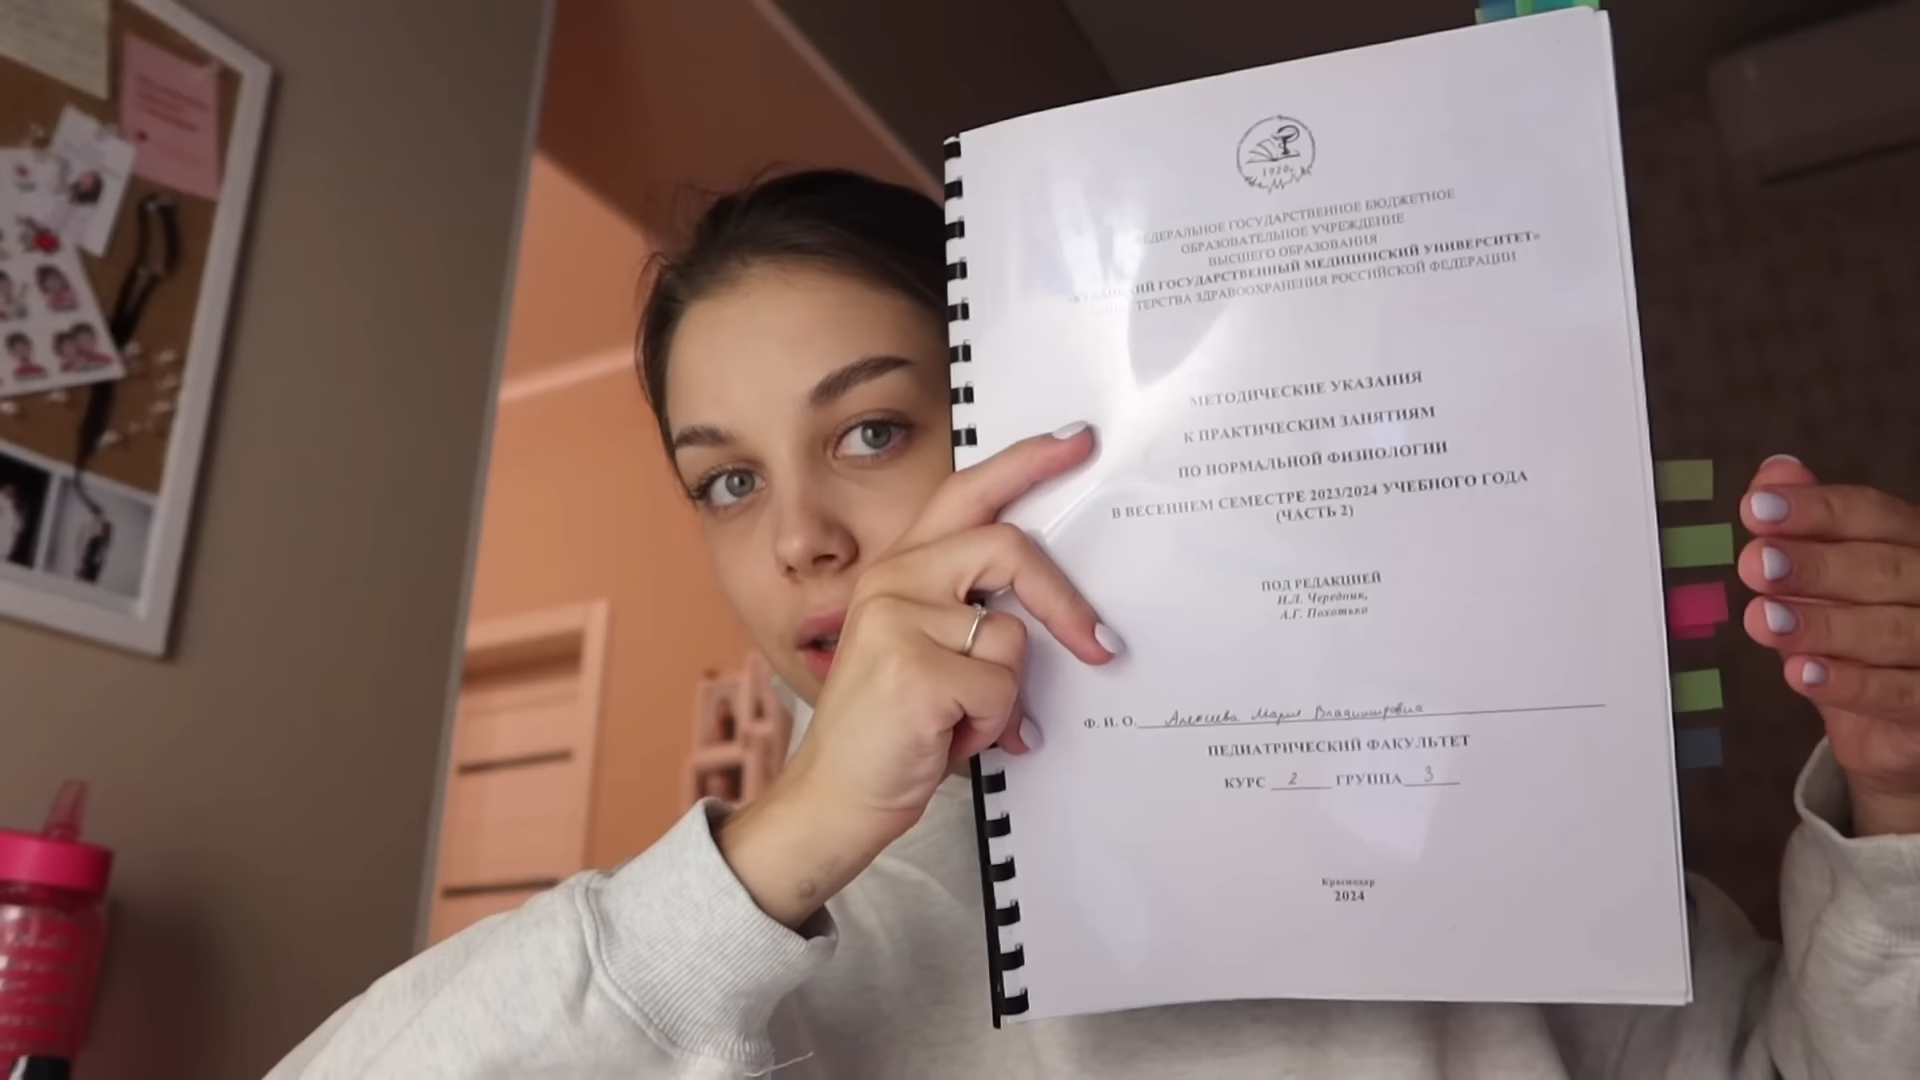 1920г.
ФЕДЕРАЛЬНОЕ ГОСУДАРСТВЕННОЕ БЮДЖЕТНОЕ
ОБРАЗОВАТЕЛЬНОЕ УЧРЕЖДЕНИЕ
ВЫСШЕГО ОБРАЗОВАНИЯ
ГОСУДАРСТВЕННЫЙ МЕДИЦИНСКИЙ УНИВЕРСИТЕТ»
ЗДРАВООХРАНЕНИЯ РОССИЙСКОЙ ФЕДЕРАЦИИ
МЕТОДИЧЕСКИЕ УКАЗАНИЯ
К ПРАКТИЧЕСКИМ ЗАНЯТИЯМ
ПО НОРМАЛЬНОЙ ФИЗИОЛОГИИ
В ВЕСЕННЕМ СЕМЕСТРЕ 2023/2024 УЧЕБНОГО ГОДА
(ЧАСТЬ 2)
ПОД РЕДАКЦИЕЙ
И.Л. Чередник,
А.Г. Похотько
Ф. И. О. Алексеева Мария Владимировна
ПЕДИАТРИЧЕСКИЙ ФАКУЛЬТЕТ
КУРС 2 ГРУППА 3
Краснодар
2024